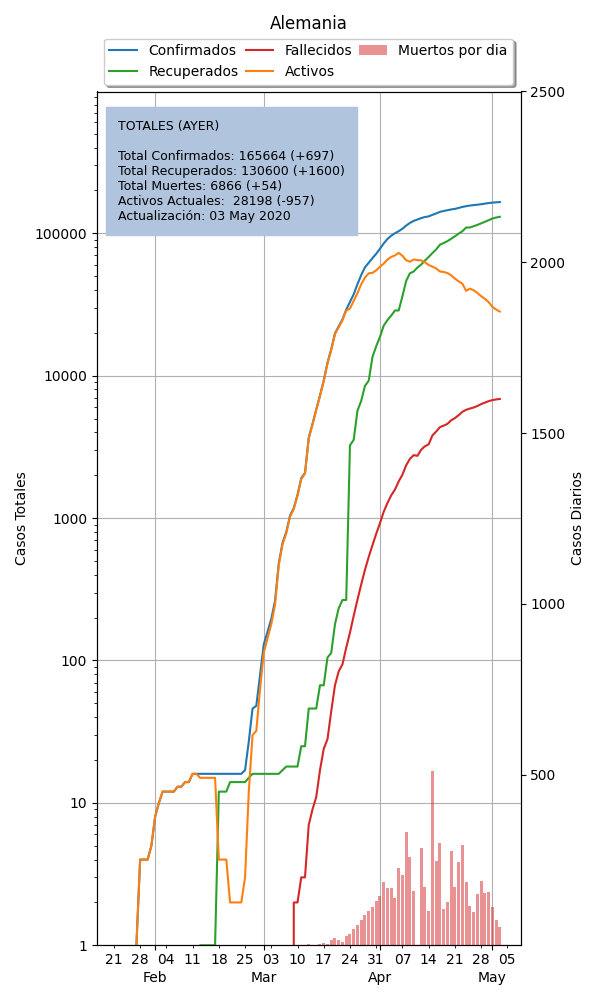 Alemania
Confirmados Fallecidos Muertos por dia
Recuperados Activos
TOTALES (AYER)
Total Confirmados: 165664 (+697)
Total Recuperados: 130600 (+1600)
Total Muertes: 6866 (+54)
Activos Actuales:  28198 (-957)
Actualización: 03 May 2020
100000
10000
1000
100
10
1
Casos Totales
2500
2000
1500
1000
500
Casos Diarios
21 28 04 11 18 25 03 10 17 24 31 07 14 21 28 05
Feb Mar Apr May